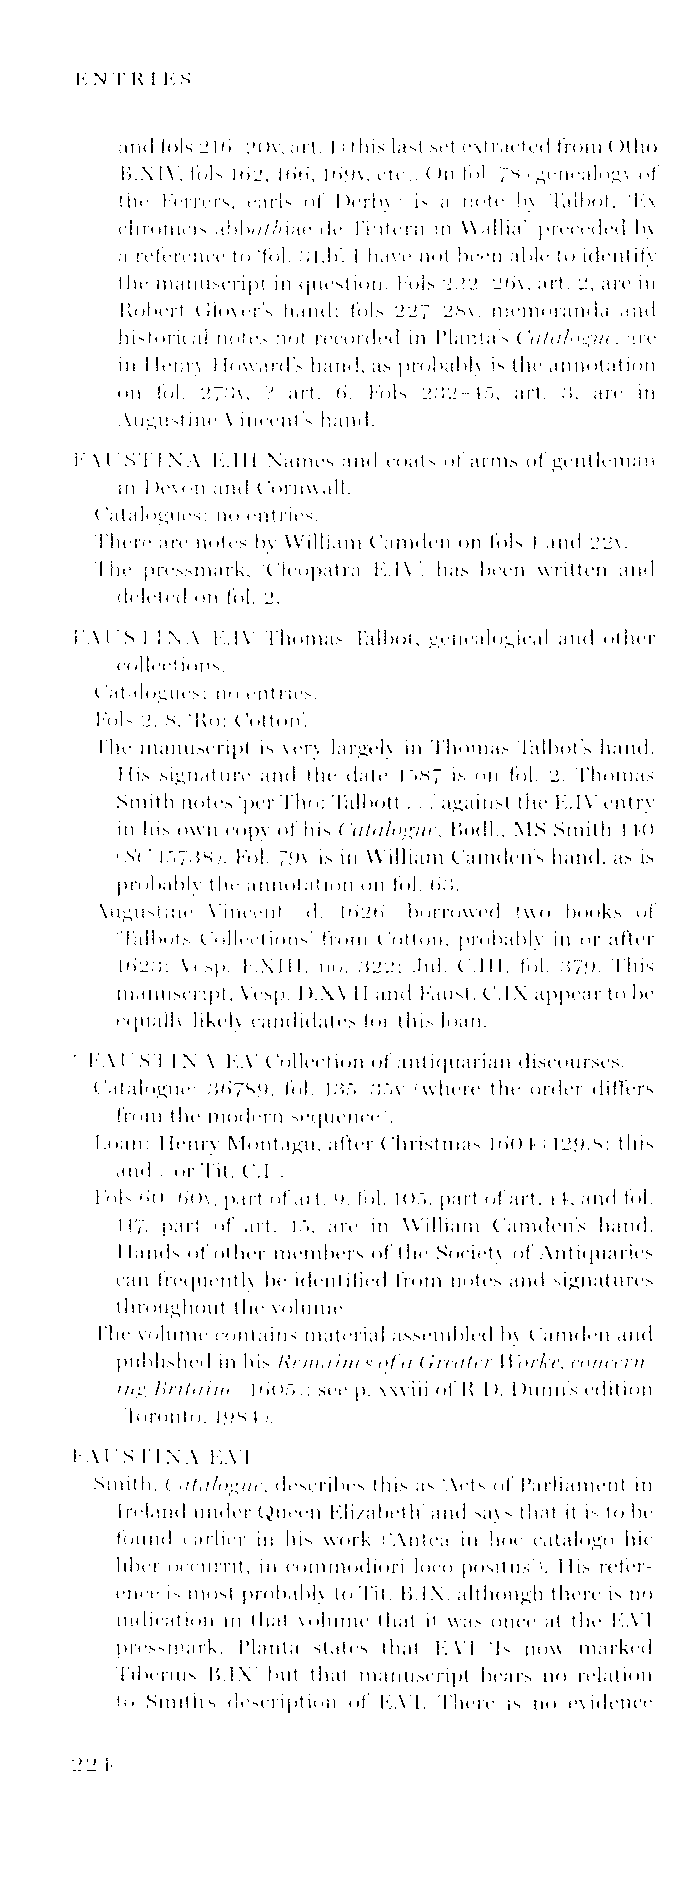 ENTRIES
and fols 216–20v, art. 1 (this last set extracted from Otho
B.XIV, fols 162, 166, 169v, etc.). On fol. 78 (genealogy of
the Ferrers, earls of Derby) is a note by Talbot, 'Ex
chronicis abbathiae de Tintern in Wallia' preceded by
a reference to 'fol. 31,b'. I have not been able to identify
the manuscript in question. Fols 222–26v, art. 2, are in
Robert Glover's hand; fols 227–28v, memoranda and
historical notes not recorded in Planta's Catalogue, are
in Henry Howard's hand, as probably is the annotation
on fol. 273v, ? art. 6. Fols 232–45, art. 3, are in
Augustine Vincent's hand.
FAUSTINA E.III Names and coats of arms of gentleman
in Devon and Cornwall.
Catalogues: no entries.
There are notes by William Camden on fols 1 and 22v.
The pressmark, 'Cleopatra E.IV', has been written and
deleted on fol. 2.
FAUSTINA E.IV Thomas Talbot, genealogical and other
collections.
Catalogues: no entries.
Fols 2, 8, 'Ro: Cotton'.
The manuscript is very largely in Thomas Talbot's hand.
His signature and the date 1587 is on fol. 2. Thomas
Smith notes 'per Tho: Talbott . . .' against the E.IV entry
in his own copy of his Catalogue, Bodl., MS Smith 140
(SC 15738). Fol. 79v is in William Camden's hand, as is
probably the annotation on fol. 63.
Augustine Vincent (d. 1626) borrowed two books of
'Talbots Collections' from Cotton, probably in or after
1623: Vesp. F.XIII, no. 322; Jul. C.III, fol. 379. This
manuscript, Vesp. D.XVII and Faust. C.IX appear to be
equally likely candidates for this loan.
FAUSTINA E.V Collection of antiquarian discourses.
Catalogue: 36789, fol. 135–35v (where the order differs
from the modern sequence).
Loan: Henry Montagu, after Christmas 1604 (129.8: this
and/or Tit. C.I).
Fols 60–60v, part of art. 9, fol. 105, part of art. 14, and fol.
117, part of art. 15, are in William Camden's hand.
Hands of other members of the Society of Antiquaries
can frequently be identified from notes and signatures
throughout the volume
The volume contains material assembled by Camden and
published in his Remaines of a Greater Worke, concern-
ing Britaine (1605): see p. xxviii of R.D. Dunn's edition
(Toronto, 1984).
FAUSTINA E.VI
Smith, Catalogue, describes this as 'Acts of Parliament in
Ireland under Queen Elizabeth' and says that it is to be
found earlier in his work ('Antea in hoc catalogo hic
liber occurrit, in commodiori loco positus'). His refer-
ence is most probably to Tit. B.IX, although there is no
indication in that volume that it was once at the E.VI
pressmark. Planta states that E.VI 'Is now marked
Tiberius B.IX' but that manuscript bears no relation
to Smith's description of E.VI. There is no evidence
224